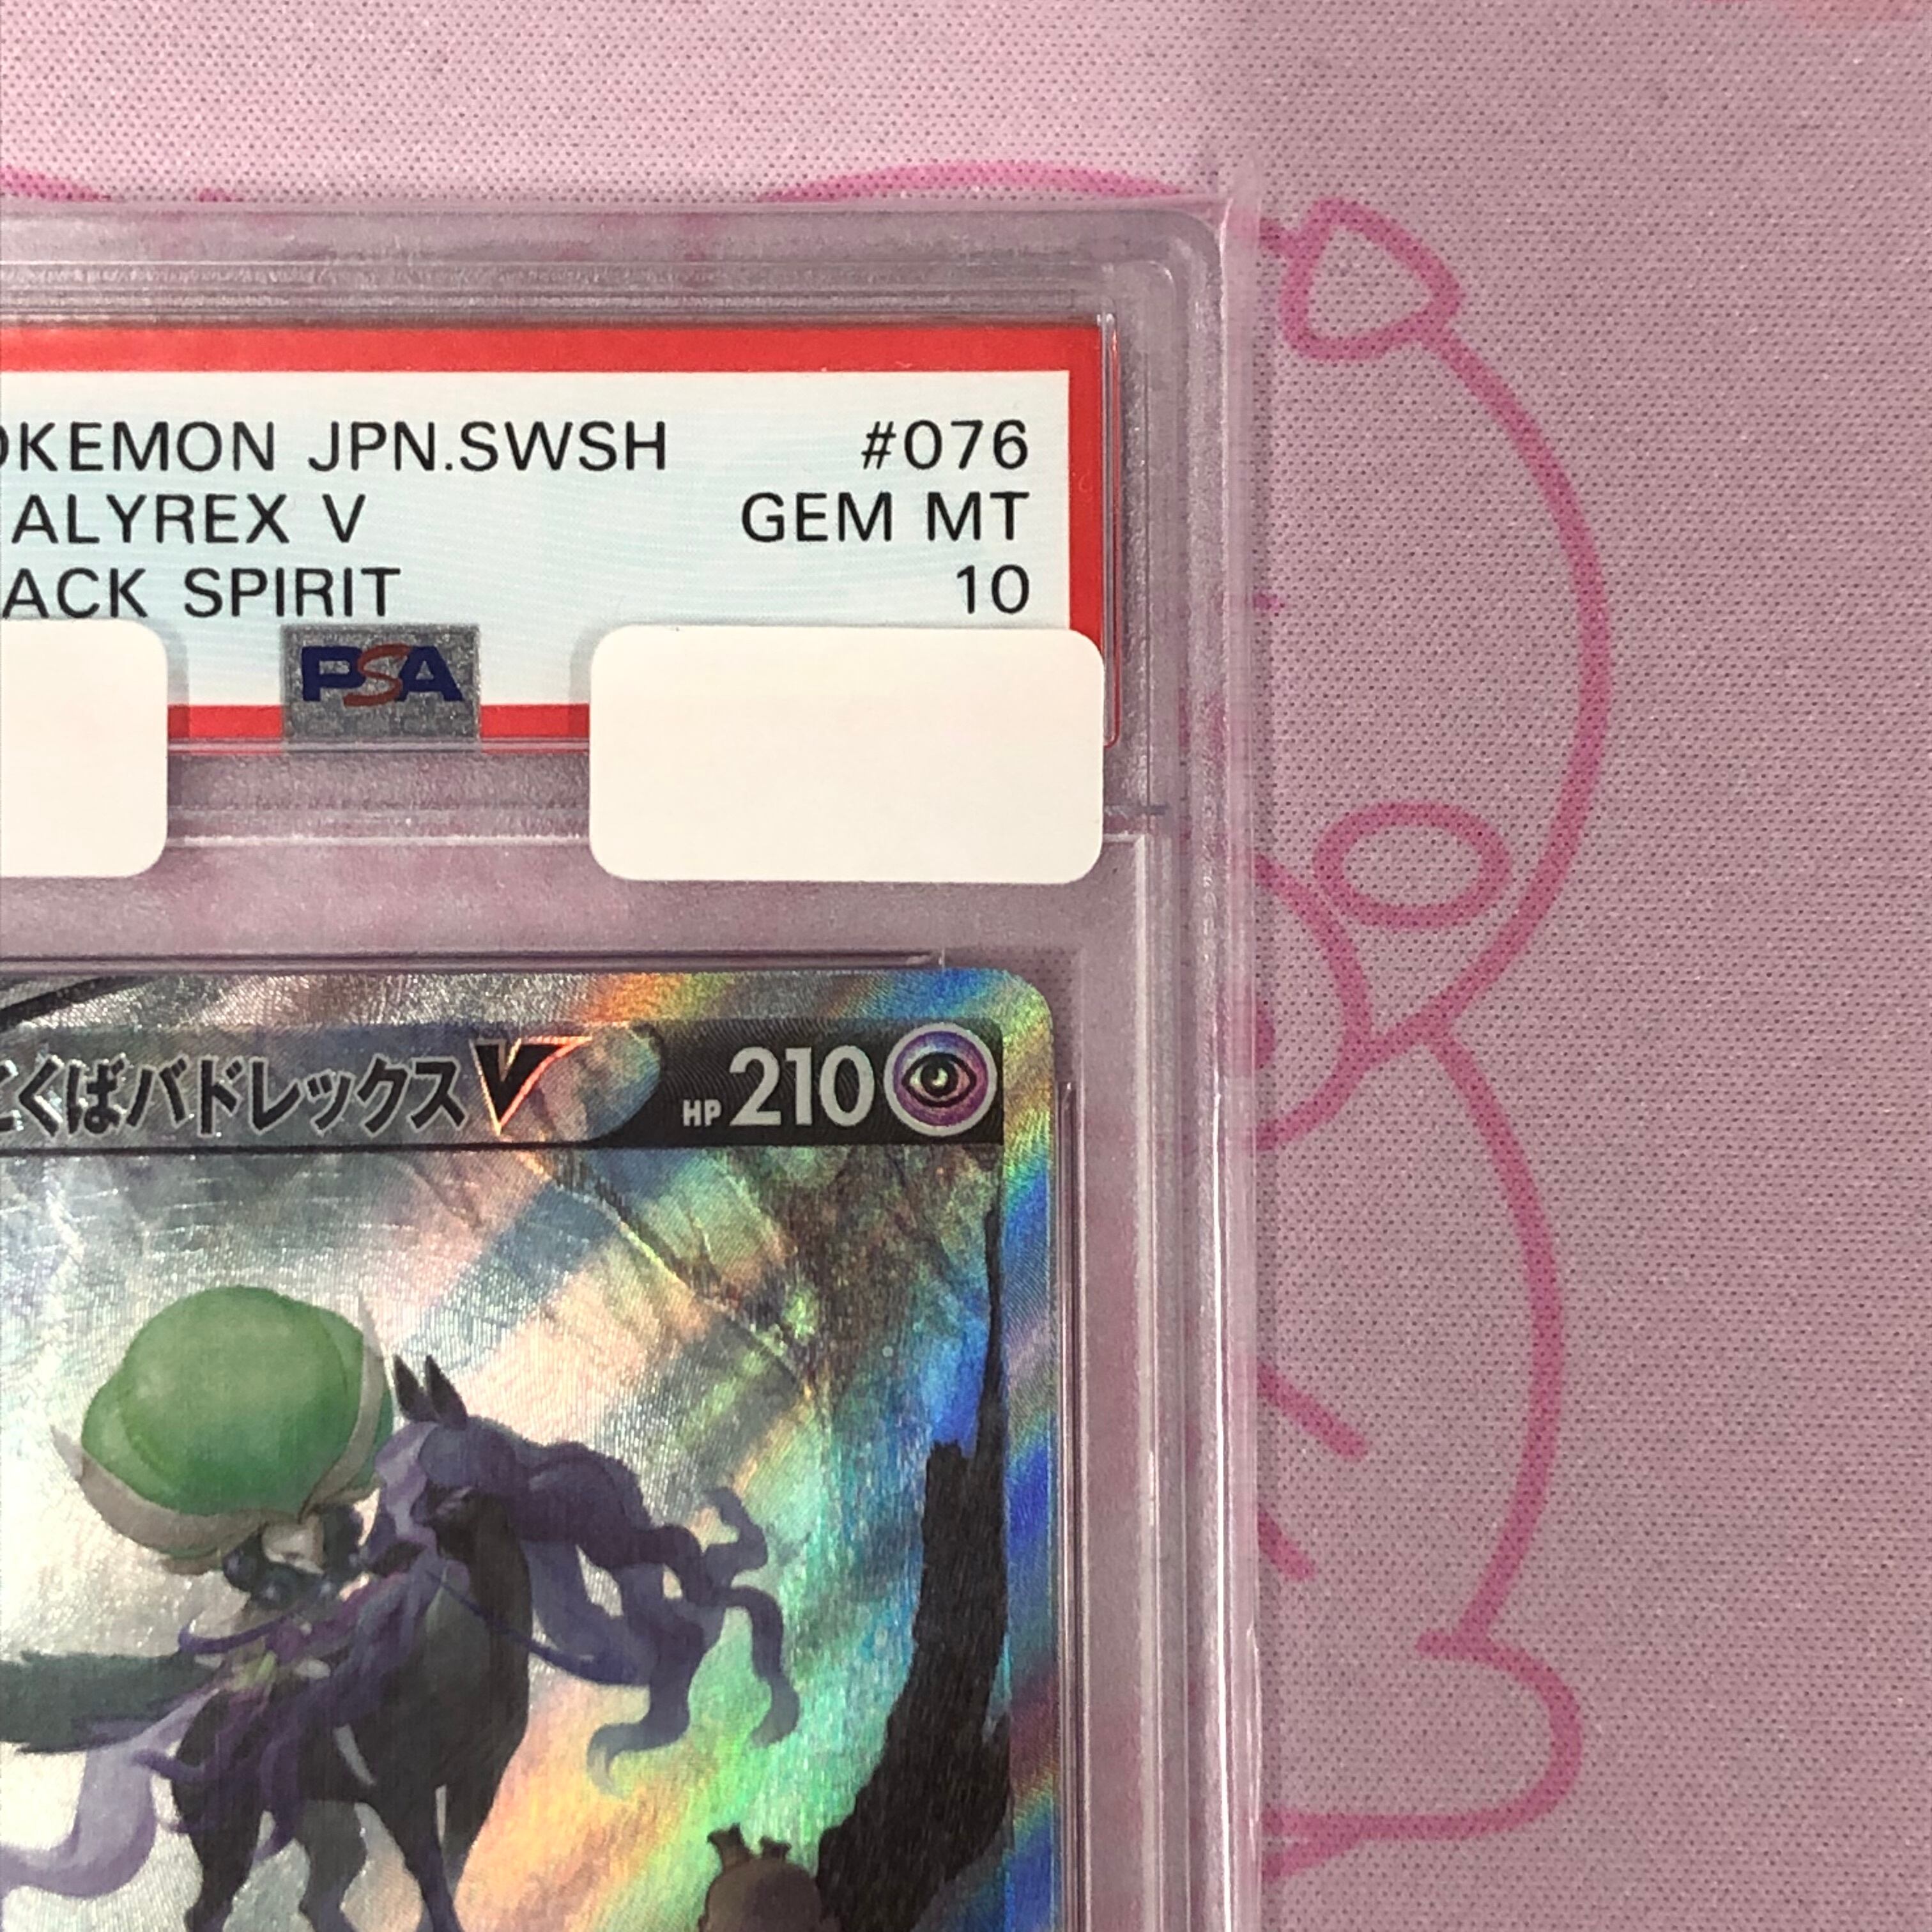 OKEMON JPN.SWSH #076
ALYREX V GEM MT
ACK SPIRIT 10
PSA
こくばバドレックスV HP 210